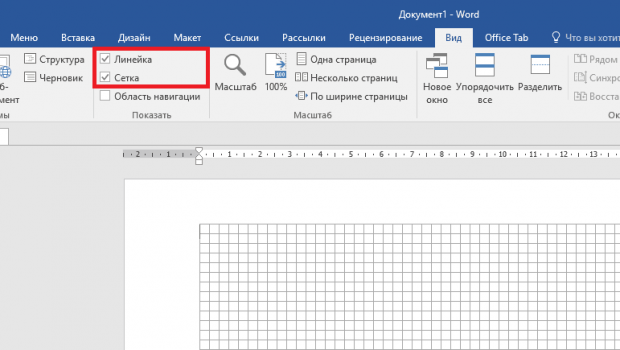 Документ1 - Word
Меню Вставка Дизайн Макет Ссылки Рассылки Рецензирование Вид Office Tab Что вы хотит
Структура Линейка Одна страница Рядом
Черновик Сетка Несколько страниц Синхро
б- Область навигации Масштаб 100% По ширине страницы Новое Упорядочить Разделить Восста
мент окно все
мы Показать Масштаб Ок
2 1 1 2 3 4 5 6 7 8 9 10 11 12 13